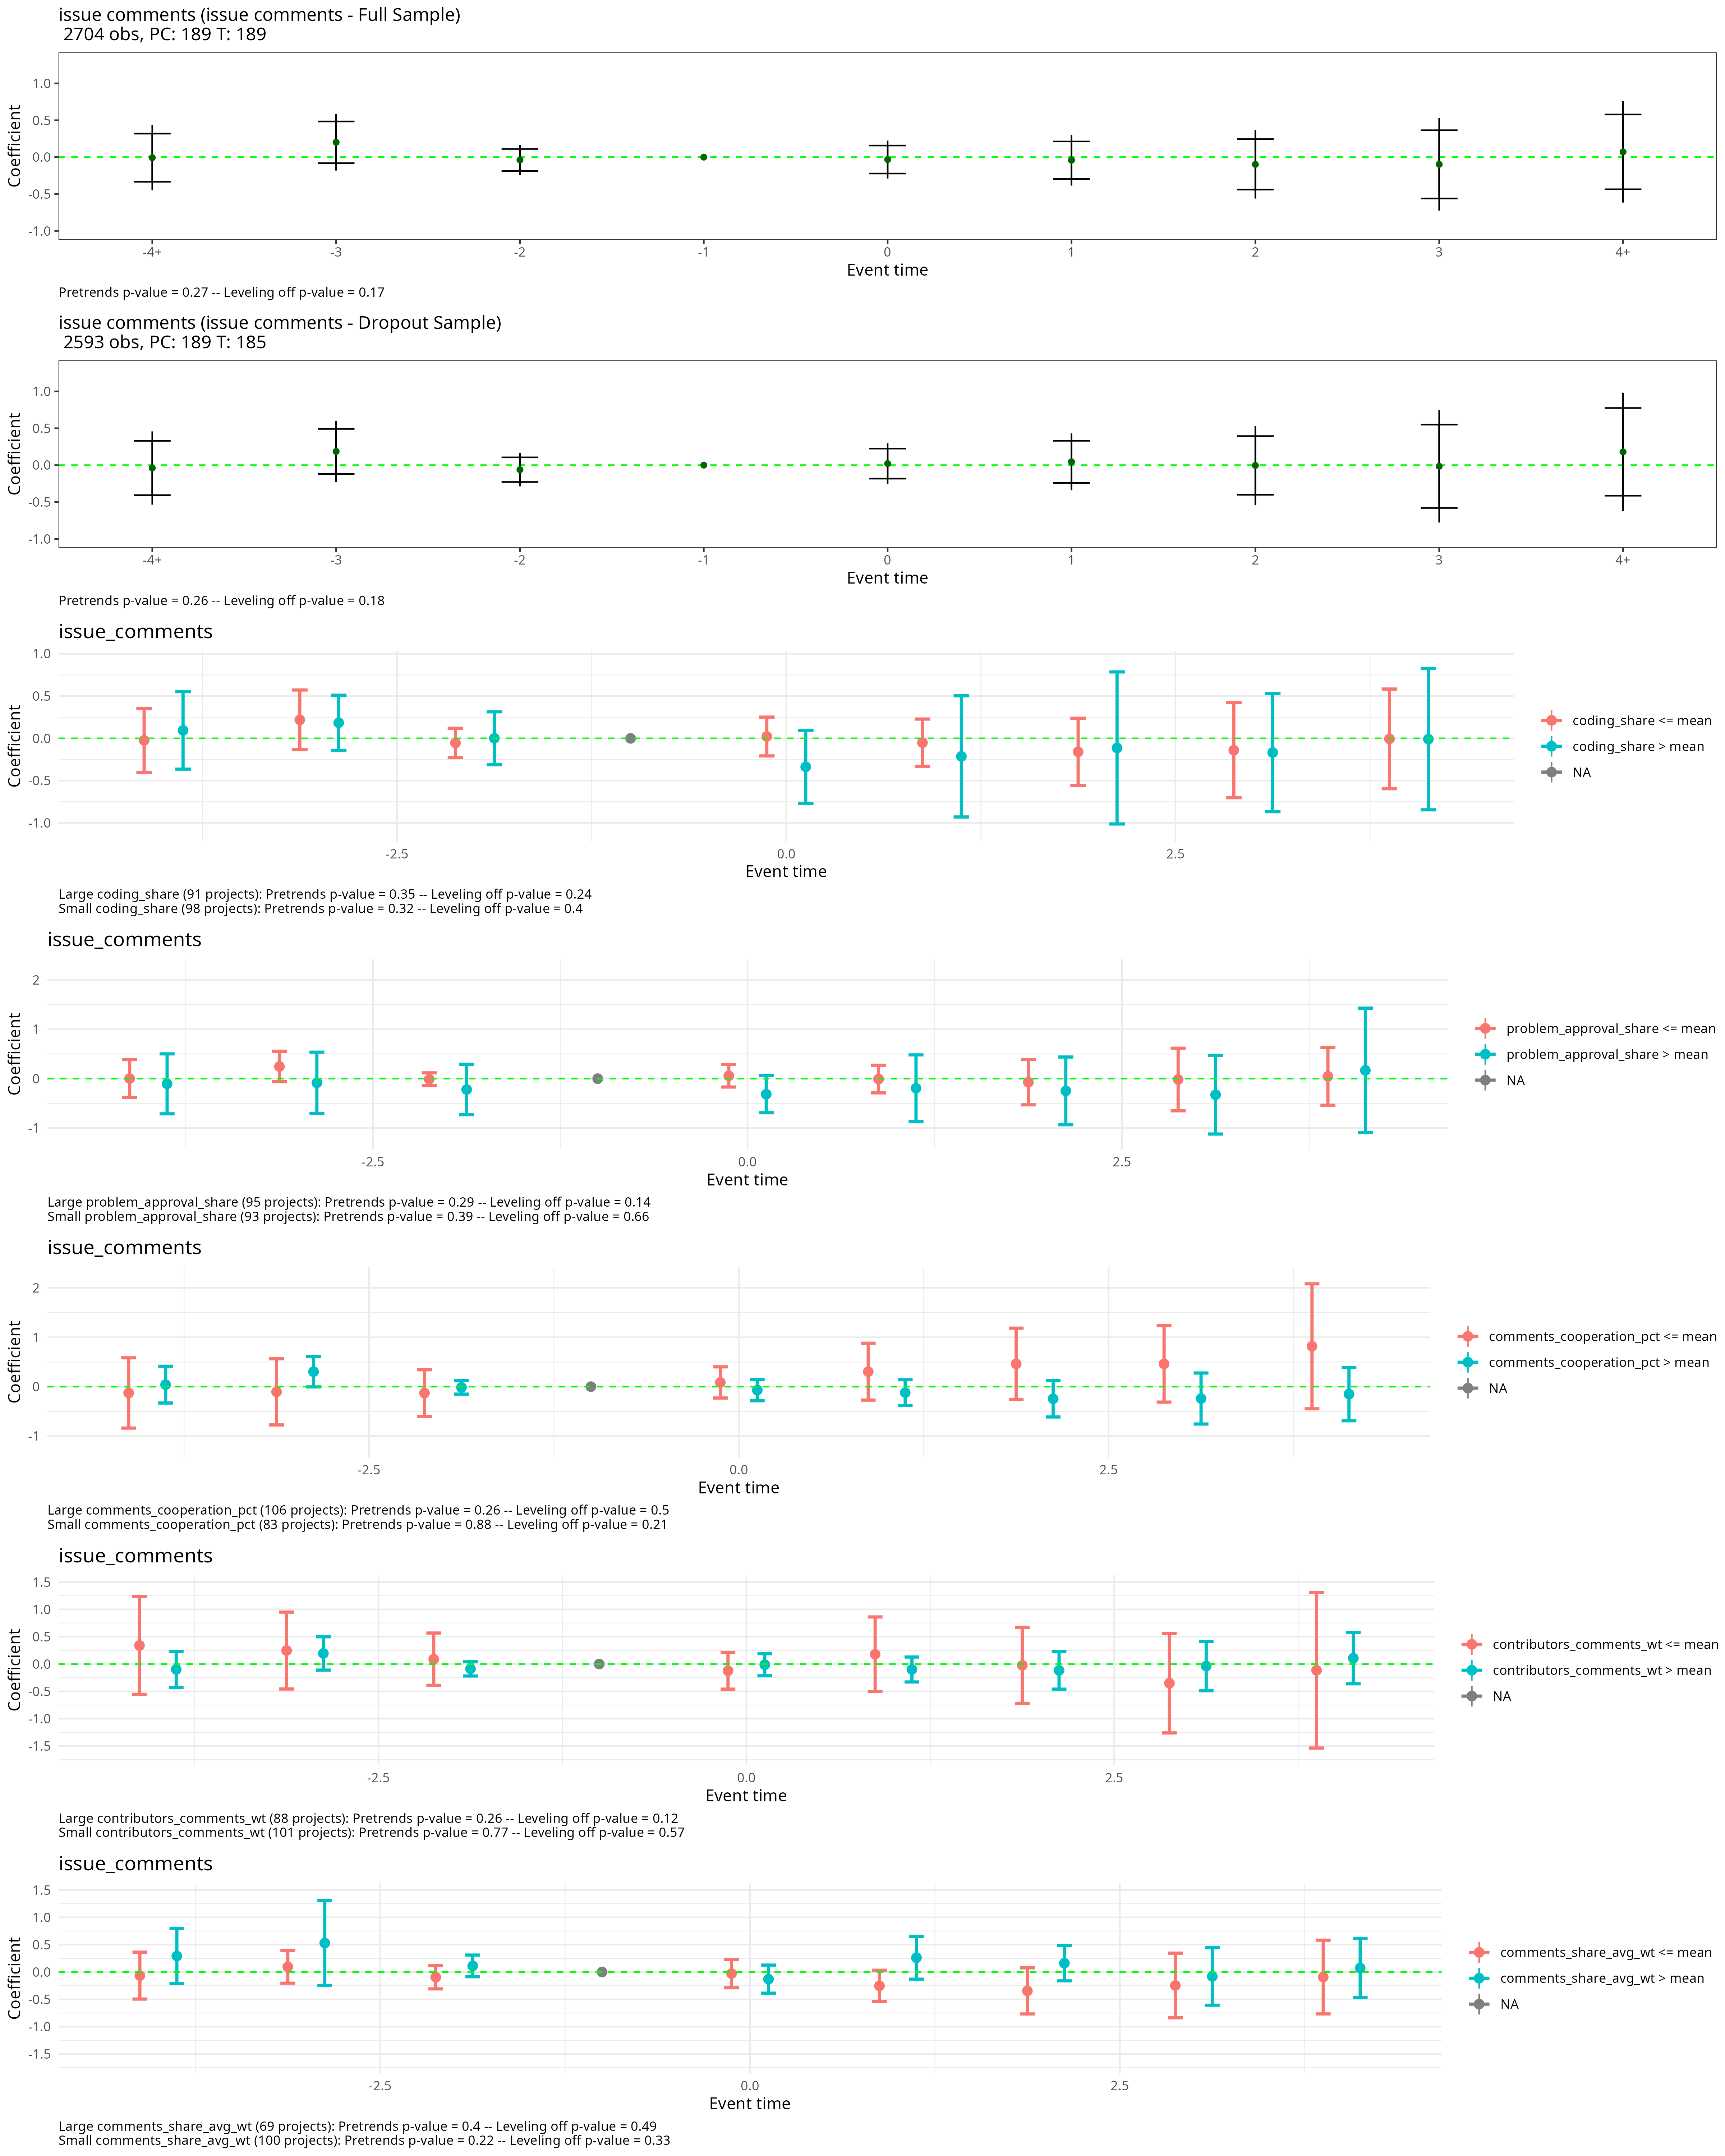 issue comments (issue comments - Full Sample)
2704 obs, PC: 189 T: 189
Coefficient
1.0
0.5
0.0
-0.5
-1.0
-4+ -3 -2 -1 0 1 2 3 4+
Event time
Pretrends p-value = 0.27 -- Leveling off p-value = 0.17
issue comments (issue comments - Dropout Sample)
2593 obs, PC: 189 T: 185
Coefficient
1.0
0.5
0.0
-0.5
-1.0
-4+ -3 -2 -1 0 1 2 3 4+
Event time
Pretrends p-value = 0.26 -- Leveling off p-value = 0.18
issue_comments
Coefficient
1.0
0.5
0.0
-0.5
-1.0
-2.5 0.0 2.5
Event time
coding_share <= mean
coding_share > mean
NA
Large coding_share (91 projects): Pretrends p-value = 0.35 -- Leveling off p-value = 0.24
Small coding_share (98 projects): Pretrends p-value = 0.32 -- Leveling off p-value = 0.4
issue_comments
Coefficient
2
1
0
-1
-2.5 0.0 2.5
Event time
problem_approval_share <= mean
problem_approval_share > mean
NA
Large problem_approval_share (95 projects): Pretrends p-value = 0.29 -- Leveling off p-value = 0.14
Small problem_approval_share (93 projects): Pretrends p-value = 0.39 -- Leveling off p-value = 0.66
issue_comments
Coefficient
2
1
0
-1
-2.5 0.0 2.5
Event time
comments_cooperation_pct <= mean
comments_cooperation_pct > mean
NA
Large comments_cooperation_pct (106 projects): Pretrends p-value = 0.26 -- Leveling off p-value = 0.5
Small comments_cooperation_pct (83 projects): Pretrends p-value = 0.88 -- Leveling off p-value = 0.21
issue_comments
Coefficient
1.5
1.0
0.5
0.0
-0.5
-1.0
-1.5
-2.5 0.0 2.5
Event time
contributors_comments_wt <= mean
contributors_comments_wt > mean
NA
Large contributors_comments_wt (88 projects): Pretrends p-value = 0.26 -- Leveling off p-value = 0.12
Small contributors_comments_wt (101 projects): Pretrends p-value = 0.77 -- Leveling off p-value = 0.57
issue_comments
Coefficient
1.5
1.0
0.5
0.0
-0.5
-1.0
-1.5
-2.5 0.0 2.5
Event time
comments_share_avg_wt <= mean
comments_share_avg_wt > mean
NA
Large comments_share_avg_wt (69 projects): Pretrends p-value = 0.4 -- Leveling off p-value = 0.49
Small comments_share_avg_wt (100 projects): Pretrends p-value = 0.22 -- Leveling off p-value = 0.33